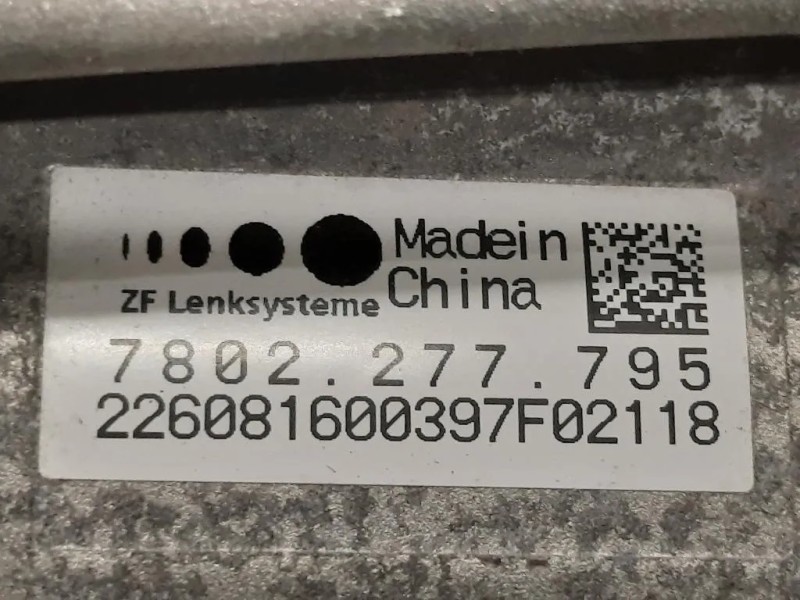 Madein
China
ZF Lenksysteme
7802.277.795
226081600397F02118